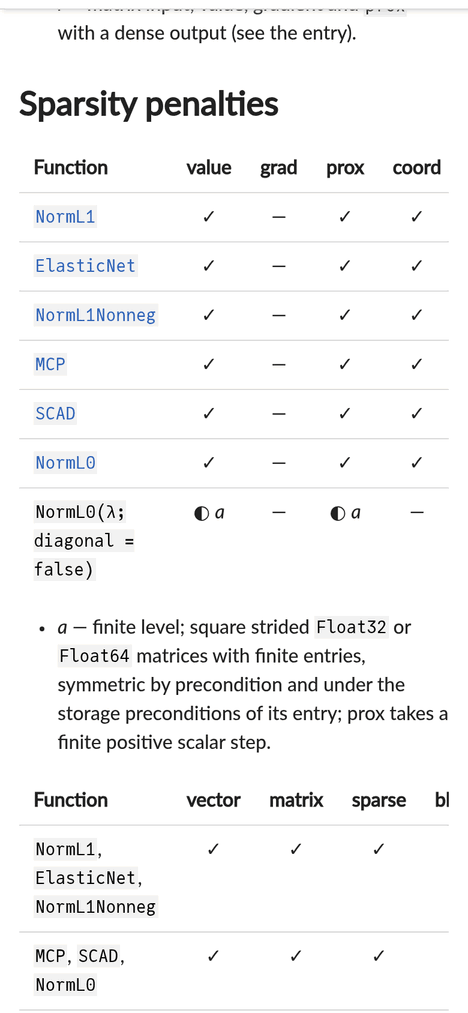 with a dense output (see the entry).
Sparsity penalties
Function value grad prox coord
NormL1 ✓ — ✓ ✓
ElasticNet ✓ — ✓ ✓
NormL1Nonneg ✓ — ✓ ✓
MCP ✓ — ✓ ✓
SCAD ✓ — ✓ ✓
NormL0 ✓ — ✓ ✓
NormL0(λ; ◐ a — ◐ a —
diagonal =
false)
• a — finite level; square strided Float32 or
Float64 matrices with finite entries,
symmetric by precondition and under the
storage preconditions of its entry; prox takes a
finite positive scalar step.
Function vector matrix sparse
NormL1, ✓ ✓ ✓
ElasticNet,
NormL1Nonneg
MCP, SCAD, ✓ ✓ ✓
NormL0